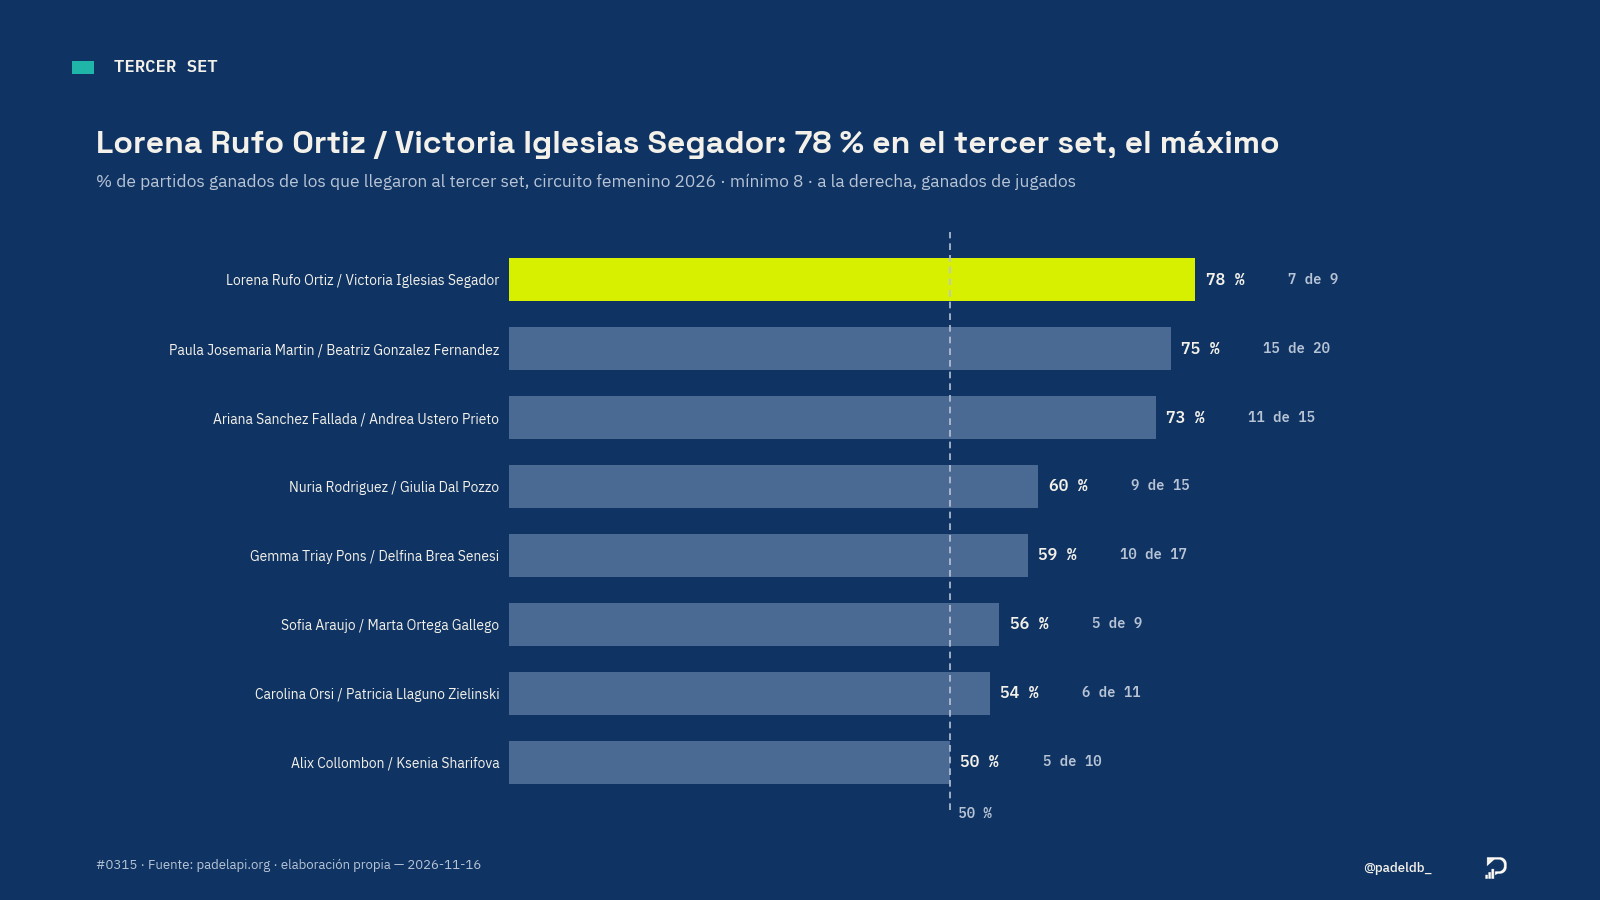 TERCER SET
Lorena Rufo Ortiz / Victoria Iglesias Segador: 78 % en el tercer set, el máximo
% de partidos ganados de los que llegaron al tercer set, circuito femenino 2026 · mínimo 8 · a la derecha, ganados de jugados
Lorena Rufo Ortiz / Victoria Iglesias Segador 78 % 7 de 9
Paula Josemaria Martin / Beatriz Gonzalez Fernandez 75 % 15 de 20
Ariana Sanchez Fallada / Andrea Ustero Prieto 73 % 11 de 15
Nuria Rodriguez / Giulia Dal Pozzo 60 % 9 de 15
Gemma Triay Pons / Delfina Brea Senesi 59 % 10 de 17
Sofia Araujo / Marta Ortega Gallego 56 % 5 de 9
Carolina Orsi / Patricia Llaguno Zielinski 54 % 6 de 11
Alix Collombon / Ksenia Sharifova 50 % 5 de 10
50 %
#0315 · Fuente: padelapi.org · elaboración propia — 2026-11-16
@padeldb_